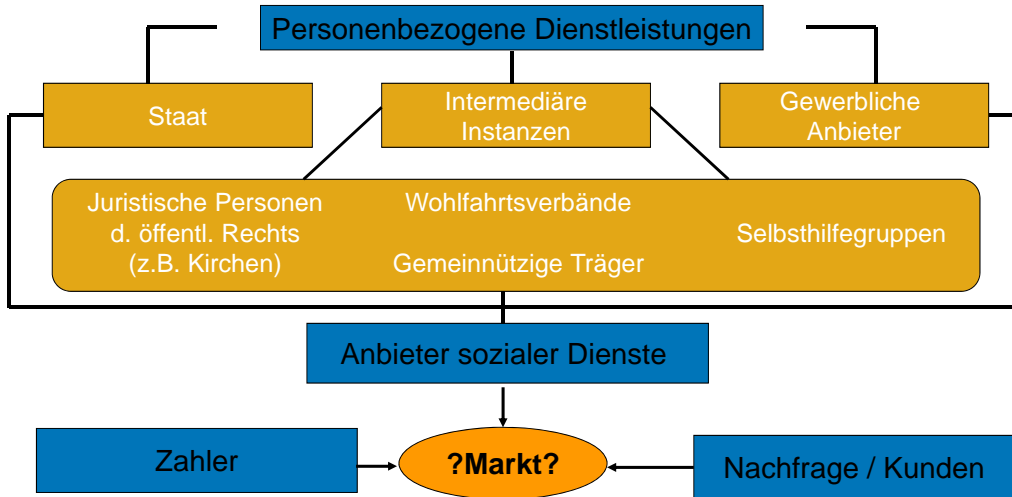 Personenbezogene Dienstleistungen
Staat
Intermediäre
Instanzen
Gewerbliche
Anbieter
Juristische Personen
d. öffentl. Rechts
(z.B. Kirchen)
Wohlfahrtsverbände
Gemeinnützige Träger
Selbsthilfegruppen
Anbieter sozialer Dienste
Zahler
?Markt?
Nachfrage / Kunden